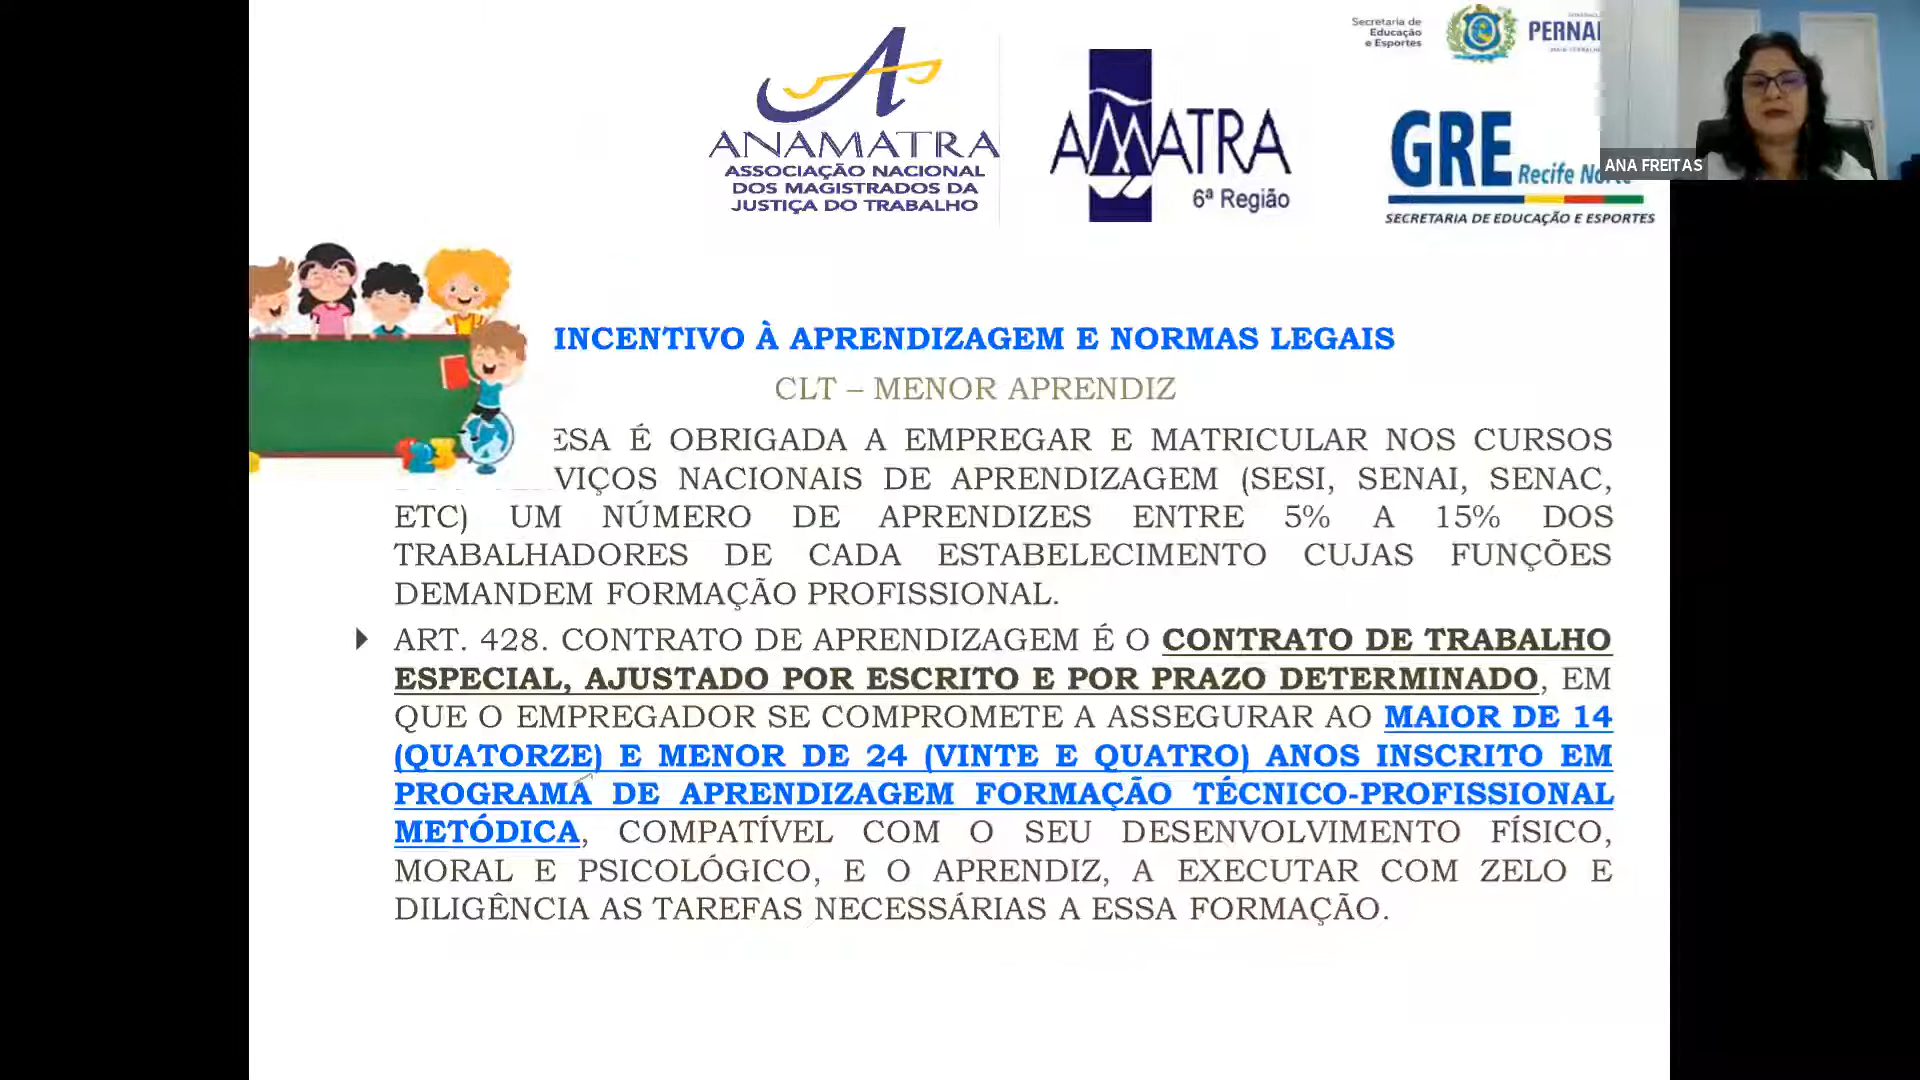 Secretaria de
Educação
e Esportes
ANAMATRA
ASSOCIAÇÃO NACIONAL
DOS MAGISTRADOS DA
JUSTIÇA DO TRABALHO
AMATRA
6ª Região
GRE Recife
SECRETARIA DE EDUCAÇÃO E ESPORTES
ANA FREITAS
INCENTIVO À APRENDIZAGEM E NORMAS LEGAIS
CLT – MENOR APRENDIZ
ESA É OBRIGADA A EMPREGAR E MATRICULAR NOS CURSOS
VIÇOS NACIONAIS DE APRENDIZAGEM (SESI, SENAI, SENAC,
ETC) UM NÚMERO DE APRENDIZES ENTRE 5% A 15% DOS
TRABALHADORES DE CADA ESTABELECIMENTO CUJAS FUNÇÕES
DEMANDEM FORMAÇÃO PROFISSIONAL.
ART. 428. CONTRATO DE APRENDIZAGEM É O CONTRATO DE TRABALHO
ESPECIAL, AJUSTADO POR ESCRITO E POR PRAZO DETERMINADO, EM
QUE O EMPREGADOR SE COMPROMETE A ASSEGURAR AO MAIOR DE 14
(QUATORZE) E MENOR DE 24 (VINTE E QUATRO) ANOS INSCRITO EM
PROGRAMA DE APRENDIZAGEM FORMAÇÃO TÉCNICO-PROFISSIONAL
METÓDICA, COMPATÍVEL COM O SEU DESENVOLVIMENTO FÍSICO,
MORAL E PSICOLÓGICO, E O APRENDIZ, A EXECUTAR COM ZELO E
DILIGÊNCIA AS TAREFAS NECESSÁRIAS A ESSA FORMAÇÃO.
123